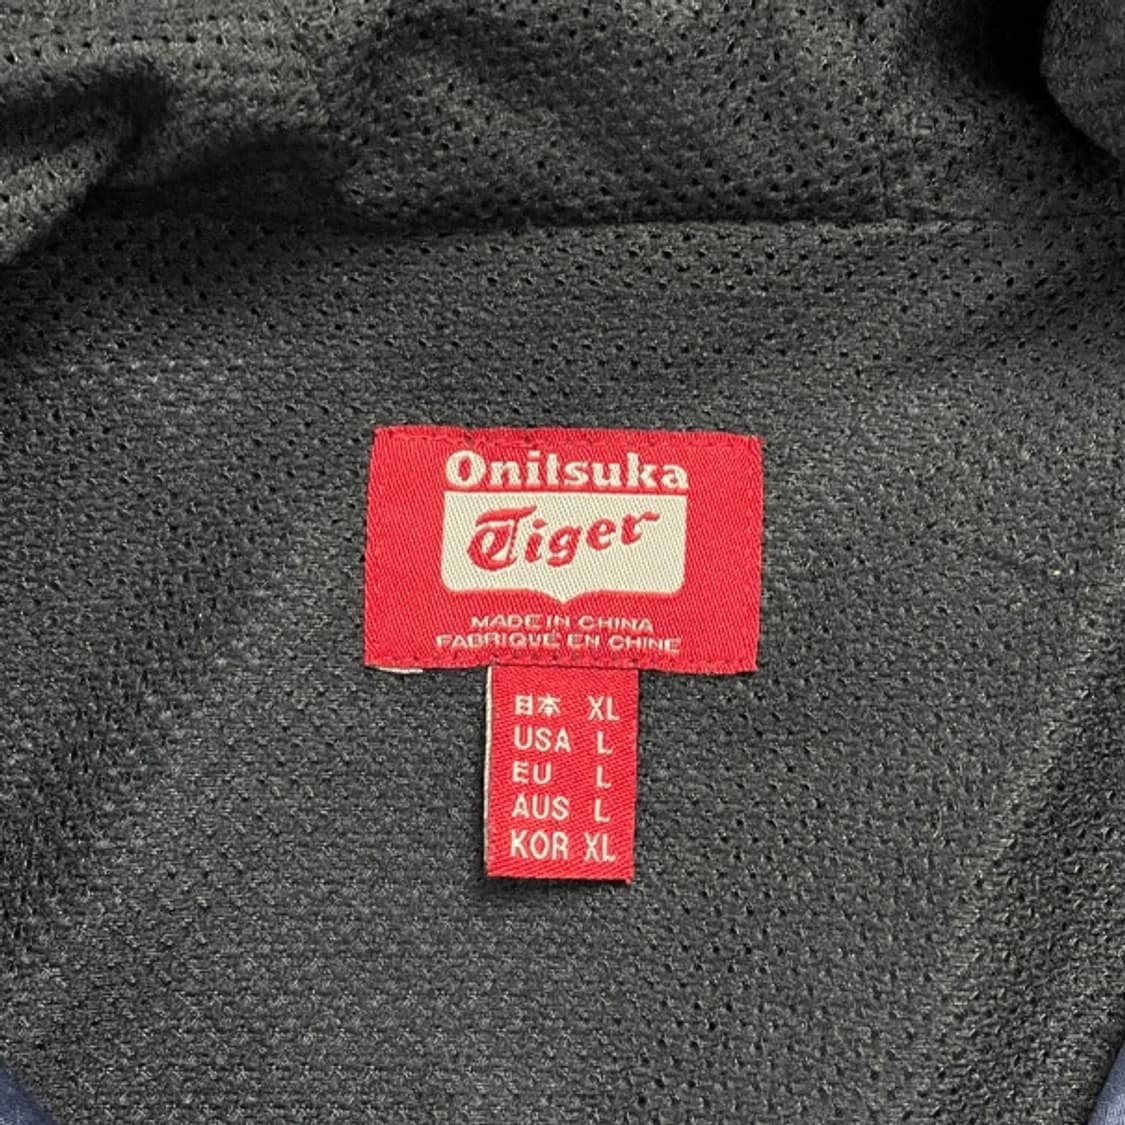 Onitsuka
Tiger
MADE IN CHINA
FABRIQUÉ EN CHINE
日本 XL
USA L
EU L
AUS L
KOR XL